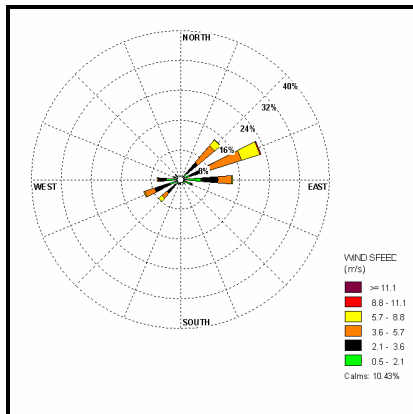 NORTH
40%
32%
24%
16%
8%
WEST
EAST
SOUTH
WIND SPEED
(m/s)
>= 11.1
8.8 - 11.1
5.7 - 8.8
3.6 - 5.7
2.1 - 3.6
0.5 - 2.1
Calms: 10.43%